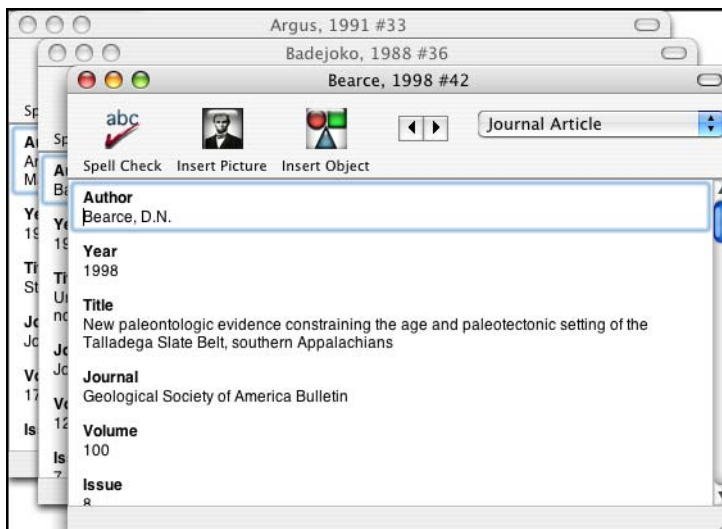 Argus, 1991 #33
Badejoko, 1988 #36
Bearce, 1998 #42
abc
Spell Check Insert Picture Insert Object
Journal Article
Author
Bearce, D.N.
Year
1998
Title
New paleontologic evidence constraining the age and paleotectonic setting of the
Talladega Slate Belt, southern Appalachians
Journal
Geological Society of America Bulletin
Volume
100
Issue
8